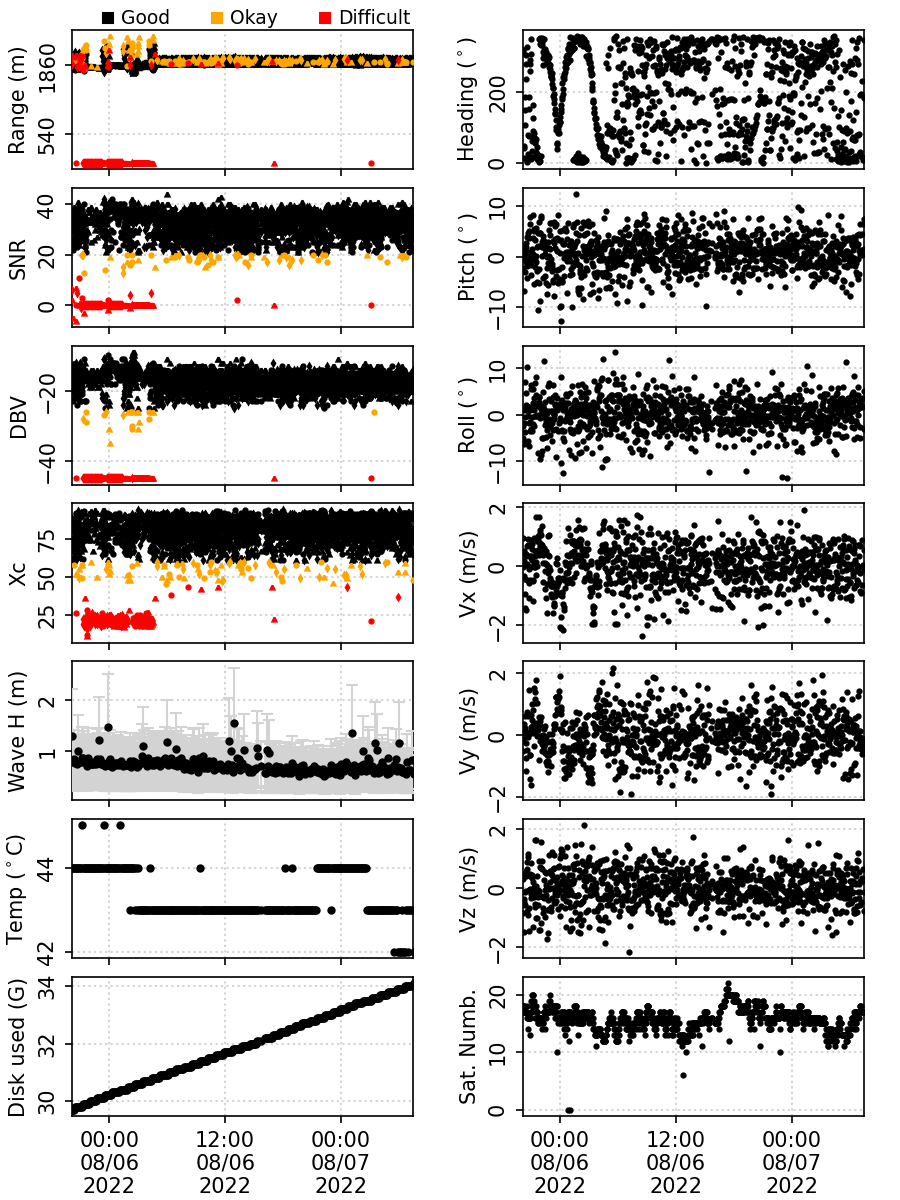 Good Okay Difficult
Range (m)
1860
540
Heading (°)
200
0
SNR
40
20
0
Pitch (°)
10
0
−10
DBV
−20
−40
Roll (°)
10
0
−10
Xc
75
50
25
Vx (m/s)
2
0
−2
Wave H (m)
2
1
Vy (m/s)
2
0
−2
Temp (°C)
44
43
42
Vz (m/s)
2
0
−2
Disk used (G)
34
32
30
Sat. Numb.
20
10
0
00:00 12:00 00:00
08/06 08/06 08/07
2022 2022 2022
00:00 12:00 00:00
08/06 08/06 08/07
2022 2022 2022